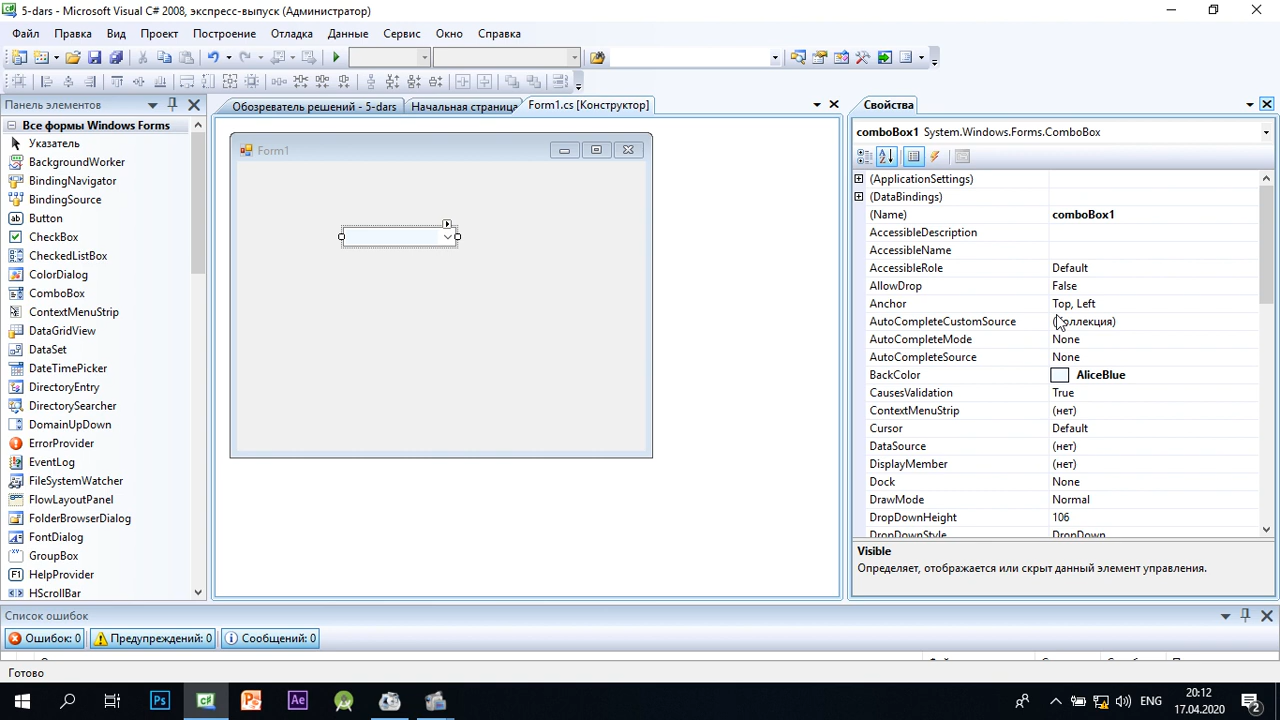 5-dars - Microsoft Visual C# 2008, экспресс-выпуск (Администратор)
Файл Правка Вид Проект Построение Отладка Данные Сервис Окно Справка
Панель элементов
Все формы Windows Forms
Указатель
BackgroundWorker
BindingNavigator
BindingSource
Button
CheckBox
CheckedListBox
ColorDialog
ComboBox
ContextMenuStrip
DataGridView
DataSet
DateTimePicker
DirectoryEntry
DirectorySearcher
DomainUpDown
ErrorProvider
EventLog
FileSystemWatcher
FlowLayoutPanel
FolderBrowserDialog
FontDialog
GroupBox
HelpProvider
HScrollBar
Обозреватель решений - 5-dars Начальная страница Form1.cs [Конструктор]
Form1
Свойства
comboBox1 System.Windows.Forms.ComboBox
(ApplicationSettings)
(DataBindings)
(Name) comboBox1
AccessibleDescription
AccessibleName
AccessibleRole Default
AllowDrop False
Anchor Top, Left
AutoCompleteCustomSource (Коллекция)
AutoCompleteMode None
AutoCompleteSource None
BackColor AliceBlue
CausesValidation True
ContextMenuStrip (нет)
Cursor Default
DataSource (нет)
DisplayMember (нет)
Dock None
DrawMode Normal
DropDownHeight 106
DropDownStyle DropDown
Visible
Определяет, отображается или скрыт данный элемент управления.
Список ошибок
Ошибок: 0 Предупреждений: 0 Сообщений: 0
Готово
Ps Ae ENG 20:12
17.04.2020 2